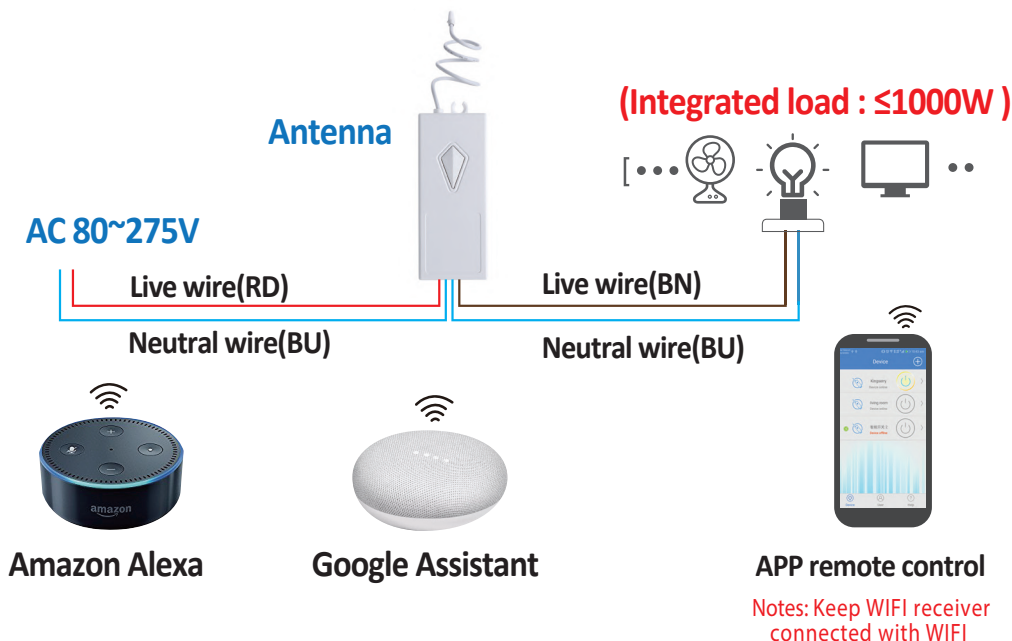 (Integrated load : ≤1000W )
Antenna
AC 80~275V
Live wire(RD)
Neutral wire(BU)
Live wire(BN)
Neutral wire(BU)
Device
amazon
Amazon Alexa
Google Assistant
APP remote control
Notes: Keep WIFI receiver
connected with WIFI